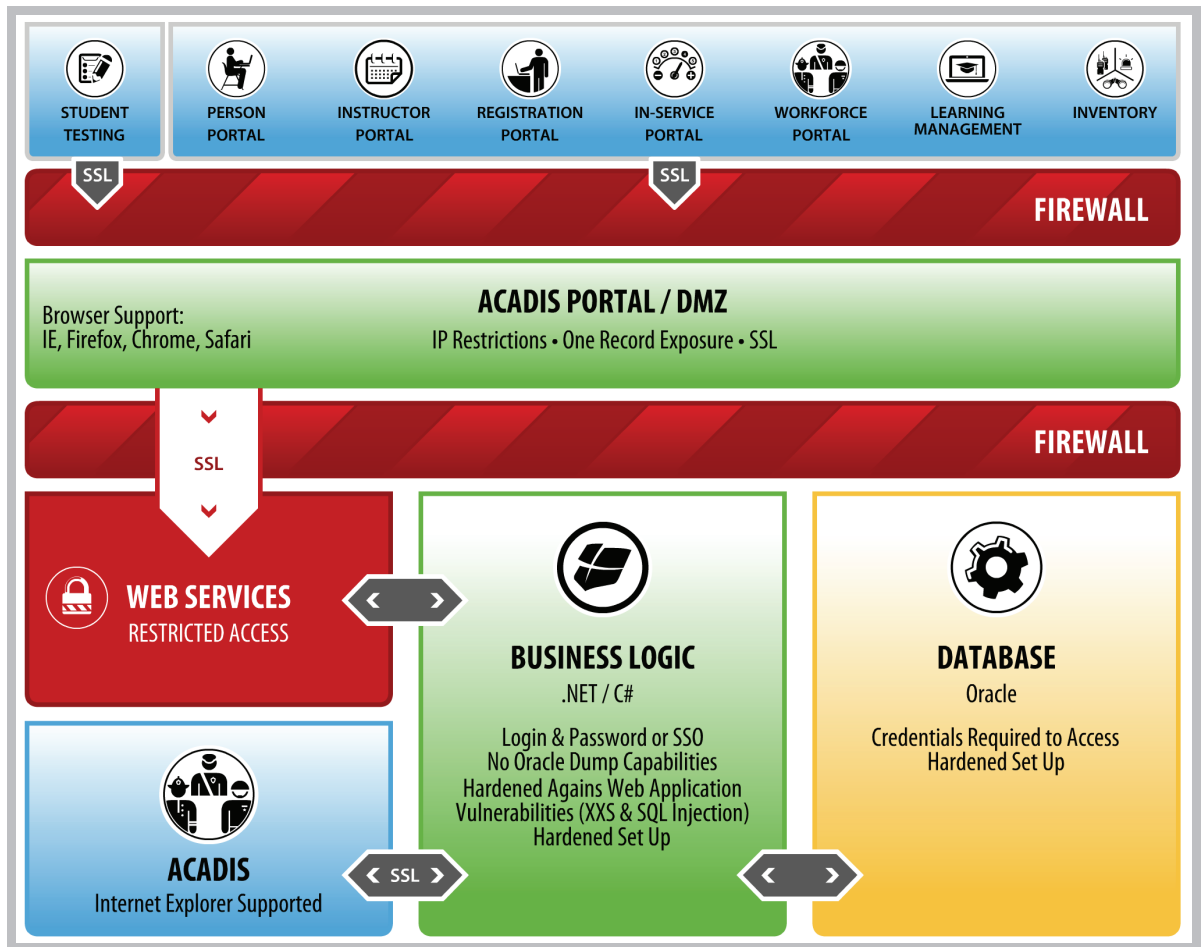 STUDENT
TESTING
PERSON
PORTAL
INSTRUCTOR
PORTAL
REGISTRATION
PORTAL
IN-SERVICE
PORTAL
WORKFORCE
PORTAL
LEARNING
MANAGEMENT
INVENTORY
SSL
SSL
FIREWALL
Browser Support:
IE, Firefox, Chrome, Safari
ACADIS PORTAL / DMZ
IP Restrictions • One Record Exposure • SSL
SSL
FIREWALL
WEB SERVICES
RESTRICTED ACCESS
BUSINESS LOGIC
.NET / C#
Login & Password or SSO
No Oracle Dump Capabilities
Hardened Agains Web Application
Vulnerabilities (XXS & SQL Injection)
Hardened Set Up
DATABASE
Oracle
Credentials Required to Access
Hardened Set Up
ACADIS
Internet Explorer Supported
SSL